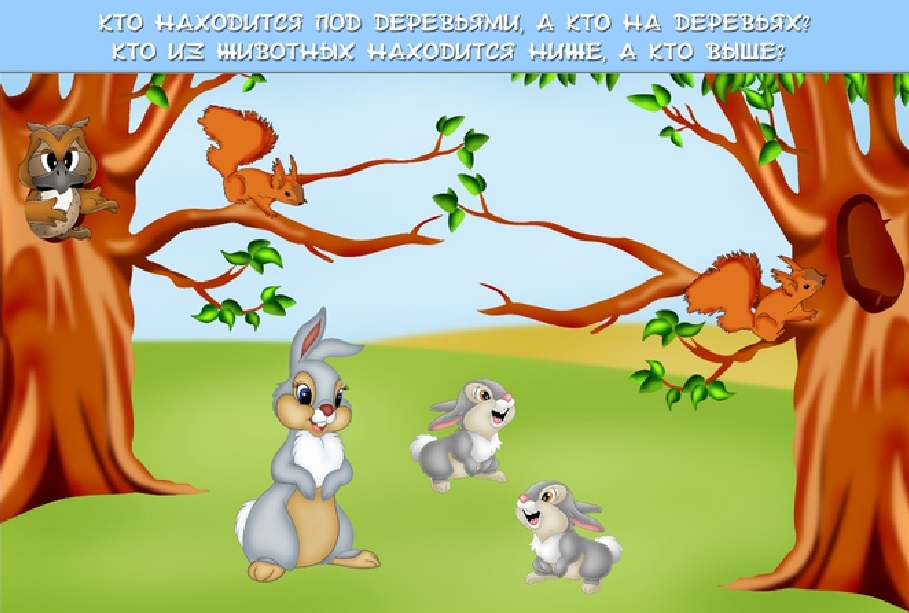 КТО НАХОДИТСЯ ПОД ДЕРЕВЬЯМИ, А КТО НА ДЕРЕВЬЯХ?
КТО ИЗ ЖИВОТНЫХ НАХОДИТСЯ НИЖЕ, А КТО ВЫШЕ?